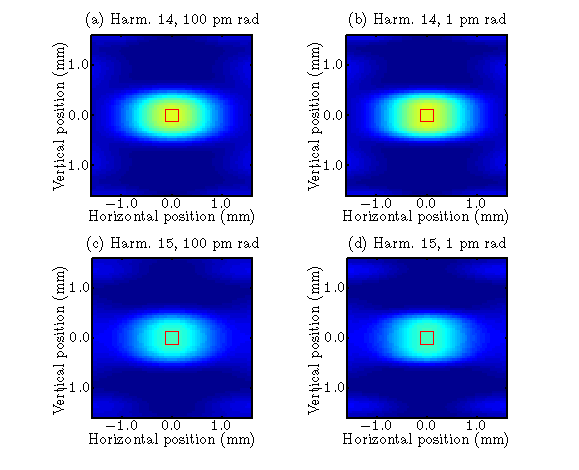 (a) Harm. 14, 100 pm rad
(b) Harm. 14, 1 pm rad
Vertical position (mm)
1.0
0.0
1.0
−1.0 0.0 1.0
Horizontal position (mm)
Vertical position (mm)
1.0
0.0
1.0
−1.0 0.0 1.0
Horizontal position (mm)
(c) Harm. 15, 100 pm rad
(d) Harm. 15, 1 pm rad
Vertical position (mm)
1.0
0.0
1.0
−1.0 0.0 1.0
Horizontal position (mm)
Vertical position (mm)
1.0
0.0
1.0
−1.0 0.0 1.0
Horizontal position (mm)